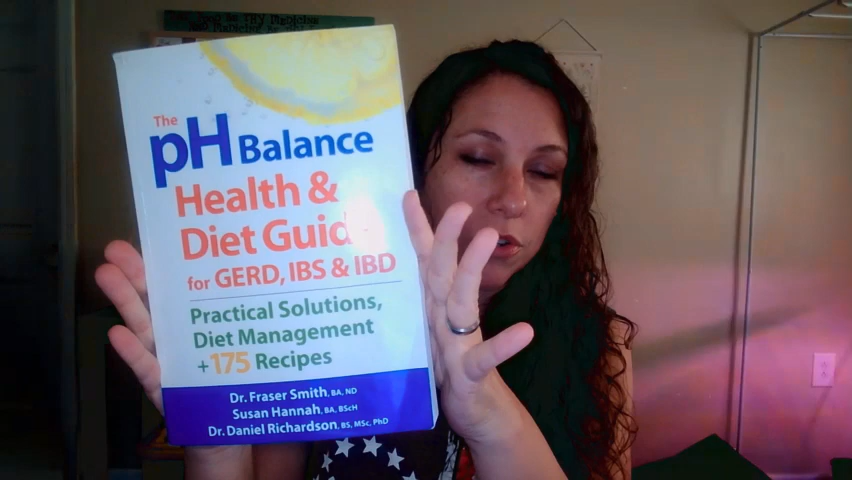 The
pH Balance
Health &
Diet Guid
for GERD, IBS & IBD
Practical Solutions,
Diet Management
+175 Recipes
Dr. Fraser Smith, BA, ND
Susan Hannah, BA, BScH
Dr. Daniel Richardson, BS, MSc, PhD